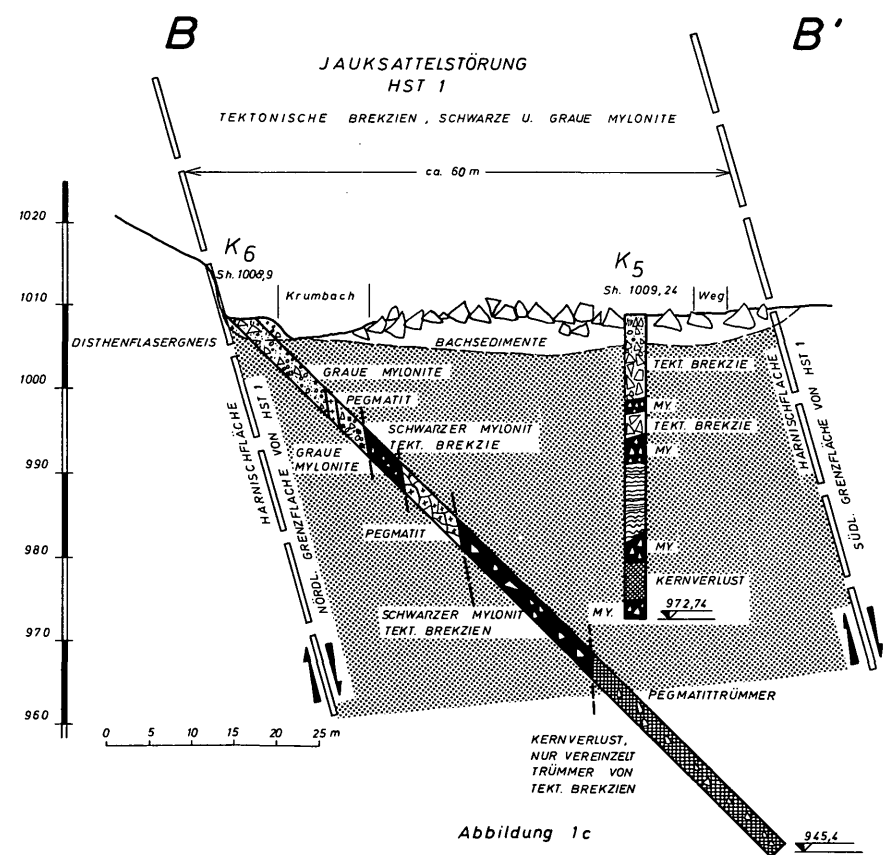 B
B'
JAUKSATTELSTÖRUNG
HST 1
TEKTONISCHE BREKZIEN, SCHWARZE U. GRAUE MYLONITE
ca. 60 m
1020
1010
1000
990
980
970
960
K6
Sh. 1008,9
Krumbach
K5
Sh. 1009,24
Weg
DISTHENFLASERGNEIS
BACHSEDIMENTE
GRAUE MYLONITE
PEGMATIT
SCHWARZER MYLONIT
TEKT. BREKZIE
GRAUE
MYLONITE
PEGMATIT
SCHWARZER MYLONIT
TEKT. BREKZIEN
TEKT. BREKZIE
MY.
TEKT. BREKZIE
MY.
MY.
KERNVERLUST
MY.
972,74
HARNISCHFLÄCHE
NÖRDL. GRENZFLÄCHE VON HST 1
HARNISCHFLÄCHE
SÜDL. GRENZFLÄCHE VON HST 1
PEGMATITTRÜMMER
KERNVERLUST,
NUR VEREINZELT
TRÜMMER VON
TEKT. BREKZIEN
0 5 10 15 20 25 m
945,4
Abbildung 1c